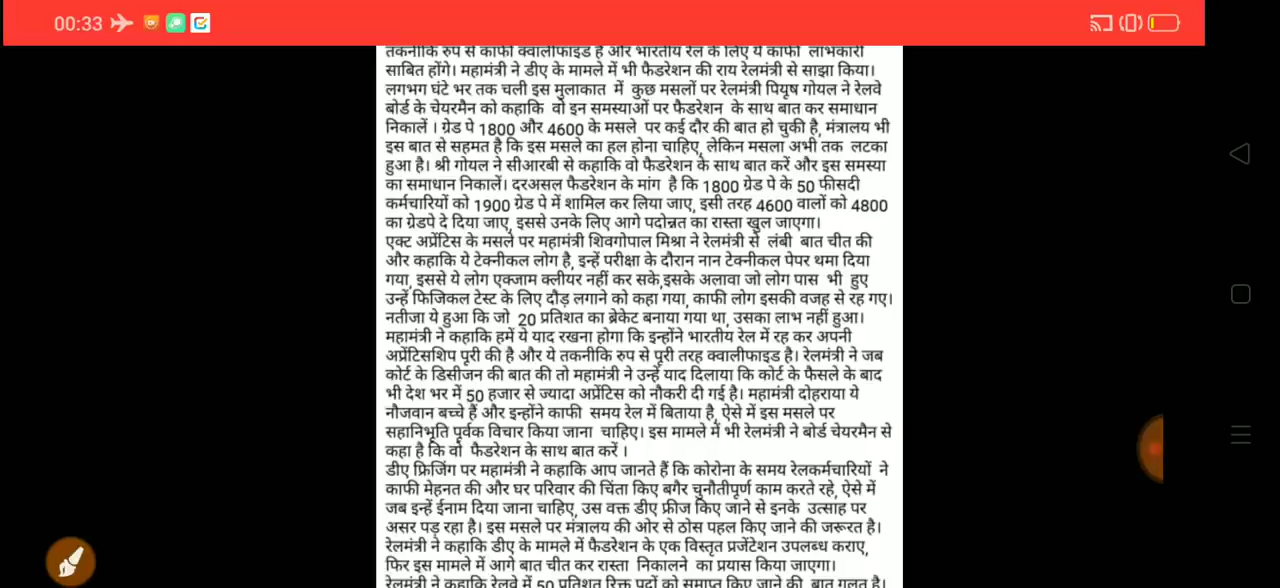 00:33
तकनीकि रुप से काफी क्वालीफाइड है और भारतीय रेल के लिए ये काफी लाभकारी
साबित होंगे। महामंत्री ने डीए के मामले में भी फैडरेशन की राय रेलमंत्री से साझा किया।
लगभग घंटे भर तक चली इस मुलाकात में कुछ मसलों पर रेलमंत्री पियूष गोयल ने रेलवे
बोर्ड के चेयरमैन को कहाकि वो इन समस्याओं पर फैडरेशन के साथ बात कर समाधान
निकालें । ग्रेड पे 1800 और 4600 के मसले पर कई दौर की बात हो चुकी है, मंत्रालय भी
इस बात से सहमत है कि इस मसले का हल होना चाहिए, लेकिन मसला अभी तक लटका
हुआ है। श्री गोयल ने सीआरबी से कहाकि वो फैडरेशन के साथ बात करें और इस समस्या
का समाधान निकालें। दरअसल फैडरेशन के मांग है कि 1800 ग्रेड पे के 50 फीसदी
कर्मचारियों को 1900 ग्रेड पे में शामिल कर लिया जाए, इसी तरह 4600 वालों को 4800
का ग्रेडपे दे दिया जाए, इससे उनके लिए आगे पदोन्नत का रास्ता खुल जाएगा।
एक्ट अप्रेंटिस के मसले पर महामंत्री शिवगोपाल मिश्रा ने रेलमंत्री से लंबी बात चीत की
और कहाकि ये टेक्नीकल लोग है, इन्हें परीक्षा के दौरान नान टेक्नीकल पेपर थमा दिया
गया, इससे ये लोग एक्जाम क्लीयर नहीं कर सके,इसके अलावा जो लोग पास भी हुए
उन्हें फिजिकल टेस्ट के लिए दौड़ लगाने को कहा गया, काफी लोग इसकी वजह से रह गए।
नतीजा ये हुआ कि जो 20 प्रतिशत का ब्रेकेट बनाया गया था, उसका लाभ नहीं हुआ।
महामंत्री ने कहाकि हमें ये याद रखना होगा कि इन्होंने भारतीय रेल में रह कर अपनी
अप्रेंटिसशिप पूरी की है और ये तकनीकि रुप से पूरी तरह क्वालीफाइड है। रेलमंत्री ने जब
कोर्ट के डिसीजन की बात की तो महामंत्री ने उन्हें याद दिलाया कि कोर्ट के फैसले के बाद
भी देश भर में 50 हजार से ज्यादा अप्रेंटिस को नौकरी दी गई है। महामंत्री दोहराया ये
नौजवान बच्चे हैं और इन्होंने काफी समय रेल में बिताया है, ऐसे में इस मसले पर
सहानिभूति पूर्वक विचार किया जाना चाहिए। इस मामले में भी रेलमंत्री ने बोर्ड चेयरमैन से
कहा है कि वो फैडरेशन के साथ बात करें ।
डीए फ्रिजिंग पर महामंत्री ने कहाकि आप जानते हैं कि कोरोना के समय रेलकर्मचारियों ने
काफी मेहनत की और घर परिवार की चिंता किए बगैर चुनौतीपूर्ण काम करते रहे, ऐसे में
जब इन्हें ईनाम दिया जाना चाहिए, उस वक्त डीए फ्रीज किए जाने से इनके उत्साह पर
असर पड़ रहा है। इस मसले पर मंत्रालय की ओर से ठोस पहल किए जाने की जरूरत है।
रेलमंत्री ने कहाकि डीए के मामले में फैडरेशन के एक विस्तृत प्रजेंटेशन उपलब्ध कराए,
फिर इस मामले में आगे बात चीत कर रास्ता निकालने का प्रयास किया जाएगा।
रेलमंत्री ने कहाकि रेलवे में 50 प्रतिशत रिक्त पदों को समाप्त किए जाने की बात गलत है।